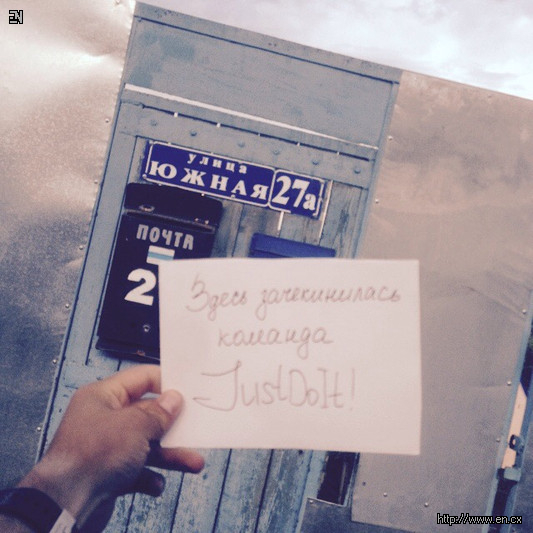 EN
улица
ЮЖНАЯ 27а
ПОЧТА
2
Здесь зачекинилась
команда
JustDoIt!
http://www.en.cx